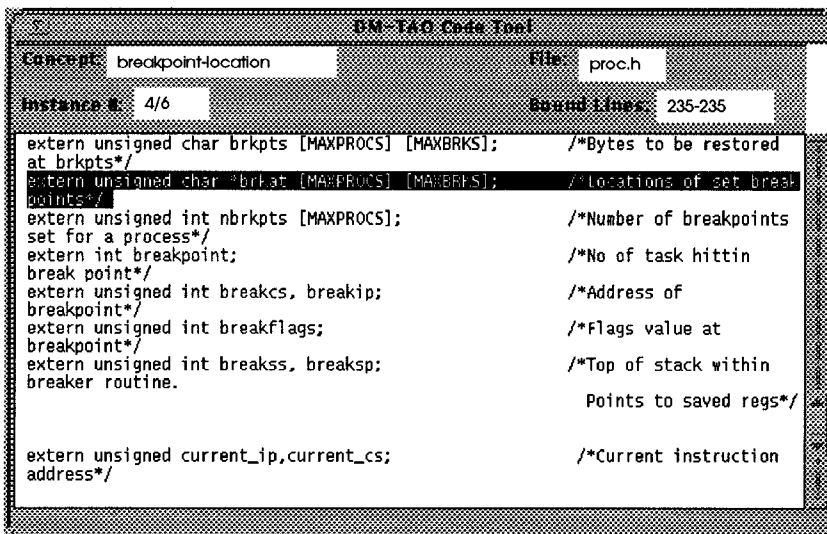 DM-TAO Code Tool
Concept: breakpoint-location File: proc.h
Instance #: 4/6 Bound Lines: 235-235
extern unsigned char brkpts [MAXPROCS] [MAXBRKS]; /*Bytes to be restored
at brkpts*/
extern unsigned char *brkat [MAXPROCS] [MAXBRKS]; /*Locations of set break
points*/
extern unsigned int nbrkpts [MAXPROCS]; /*Number of breakpoints
set for a process*/
extern int breakpoint; /*No of task hittin
break point*/
extern unsigned int breakcs, breakip; /*Address of
breakpoint*/
extern unsigned int breakflags; /*Flags value at
breakpoint*/
extern unsigned int breakss, breaksp; /*Top of stack within
breaker routine.
Points to saved regs*/
extern unsigned current_ip,current_cs; /*Current instruction
address*/